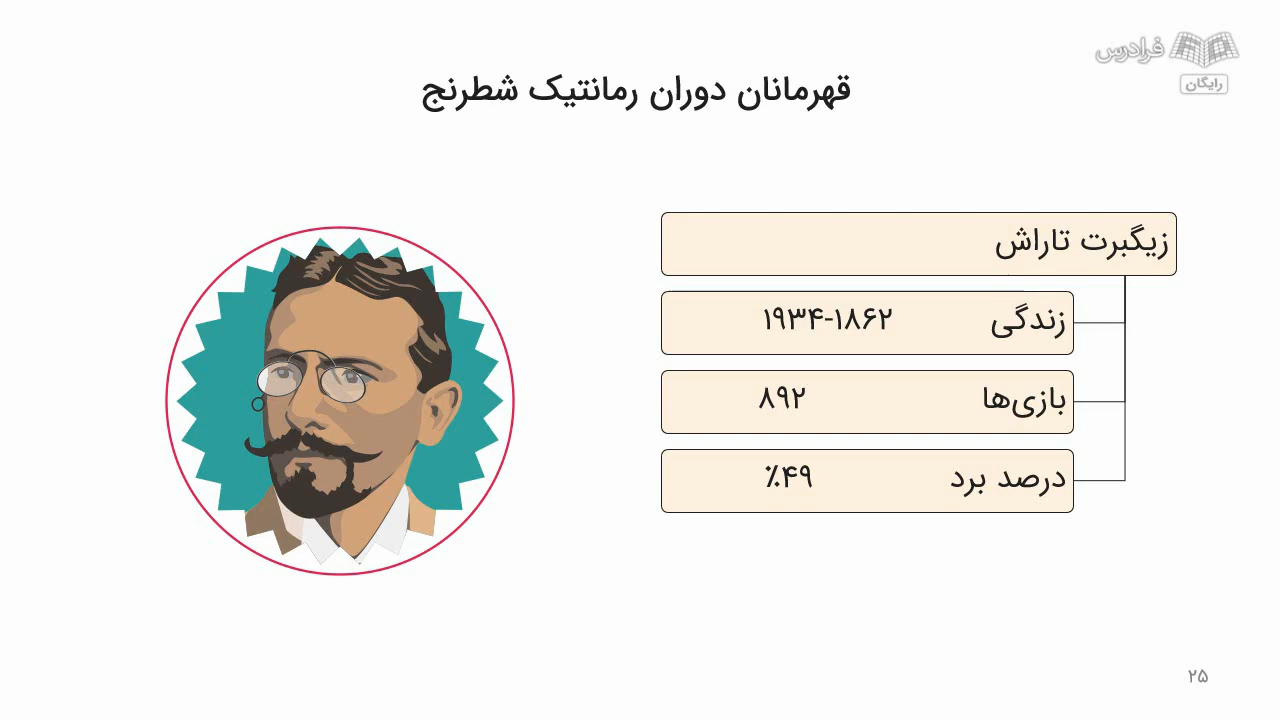 فرادرس
رایگان
قهرمانان دوران رمانتیک شطرنج
زیگبرت تاراش
زندگی ۱۸۶۲-۱۹۳۴
بازی‌ها ۸۹۲
درصد برد ۴۹٪
۲۵